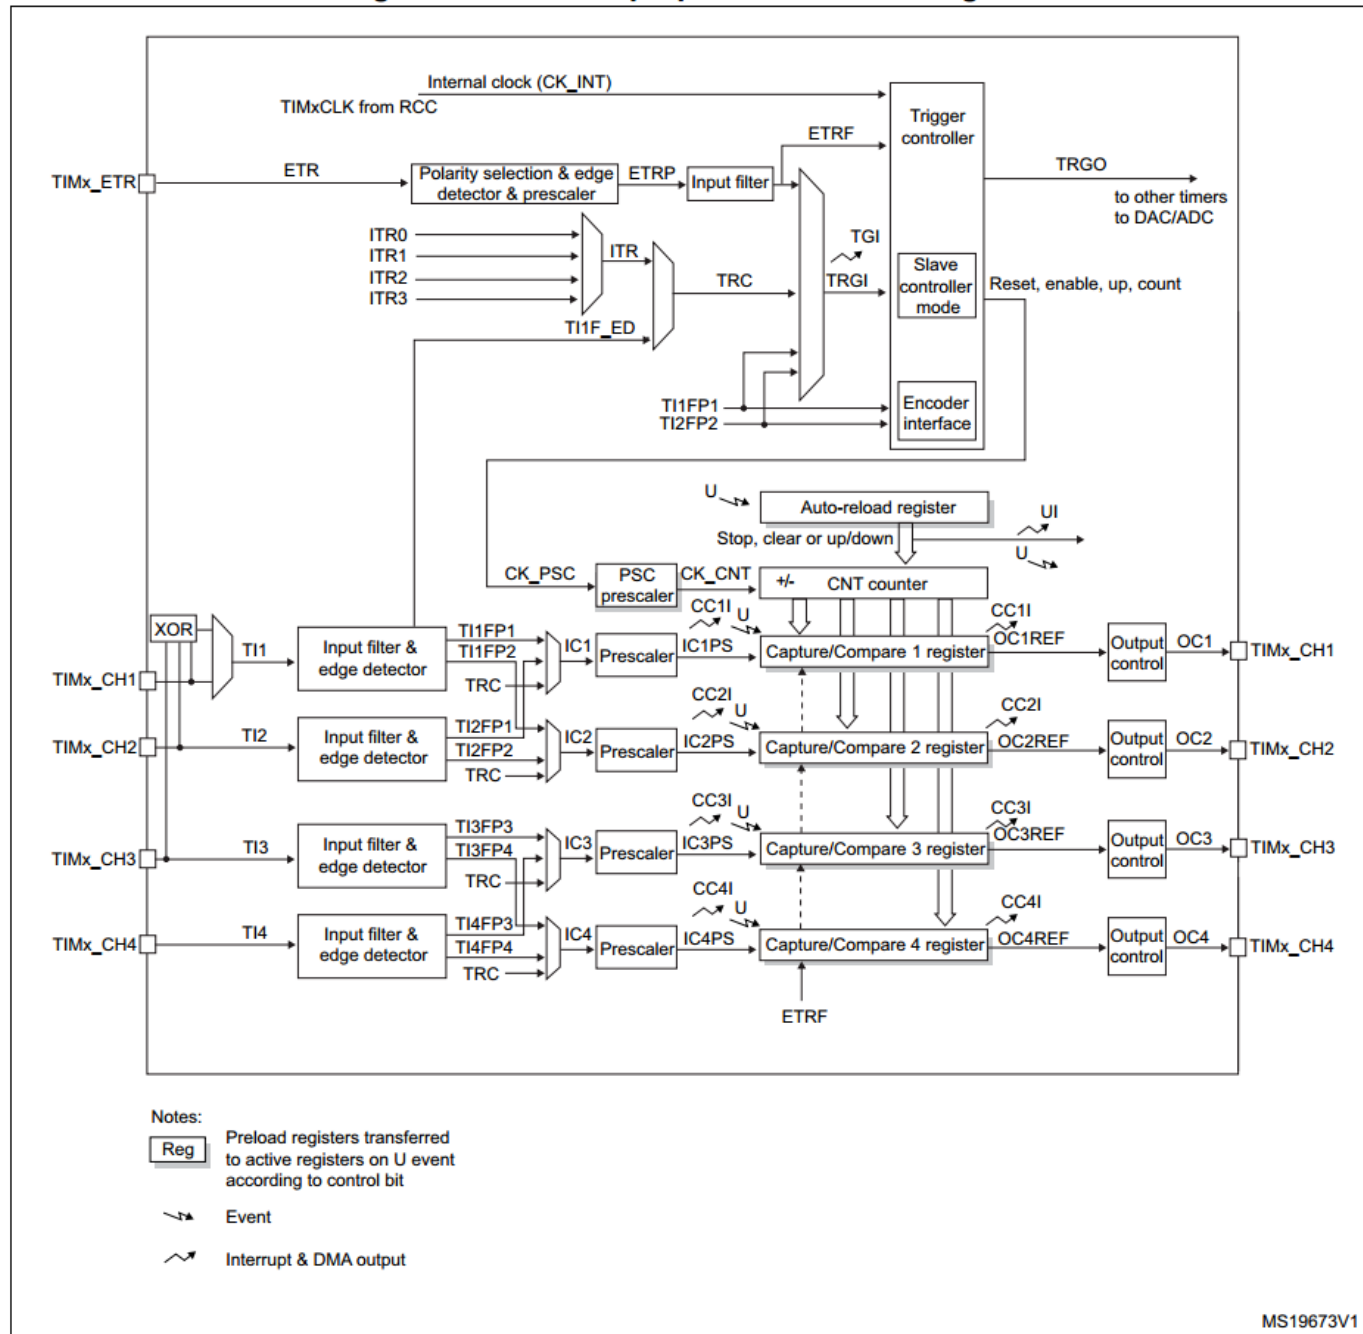 Internal clock (CK_INT)
TIMxCLK from RCC
Trigger
controller
ETRF
TRGO
to other timers
to DAC/ADC
TIMx_ETR
ETR
Polarity selection & edge
detector & prescaler
ETRP
Input filter
ITR0
ITR1
ITR2
ITR3
ITR
TRC
TGI
TRGI
Slave
controller
mode
Reset, enable, up, count
TI1F_ED
TI1FP1
TI2FP2
Encoder
interface
U
Auto-reload register
UI
Stop, clear or up/down
U
CK_PSC
PSC
prescaler
CK_CNT
+/-
CNT counter
XOR
TI1
TIMx_CH1
Input filter &
edge detector
TI1FP1
TI1FP2
TRC
IC1
Prescaler
IC1PS
CC1I
U
Capture/Compare 1 register
CC1I
OC1REF
Output
control
OC1
TIMx_CH1
TIMx_CH2
TI2
Input filter &
edge detector
TI2FP1
TI2FP2
TRC
IC2
Prescaler
IC2PS
CC2I
U
Capture/Compare 2 register
CC2I
OC2REF
Output
control
OC2
TIMx_CH2
TIMx_CH3
TI3
Input filter &
edge detector
TI3FP3
TI3FP4
TRC
IC3
Prescaler
IC3PS
CC3I
U
Capture/Compare 3 register
CC3I
OC3REF
Output
control
OC3
TIMx_CH3
TIMx_CH4
TI4
Input filter &
edge detector
TI4FP3
TI4FP4
TRC
IC4
Prescaler
IC4PS
CC4I
U
Capture/Compare 4 register
CC4I
OC4REF
Output
control
OC4
TIMx_CH4
ETRF
Notes:
Reg
Preload registers transferred
to active registers on U event
according to control bit
Event
Interrupt & DMA output
MS19673V1